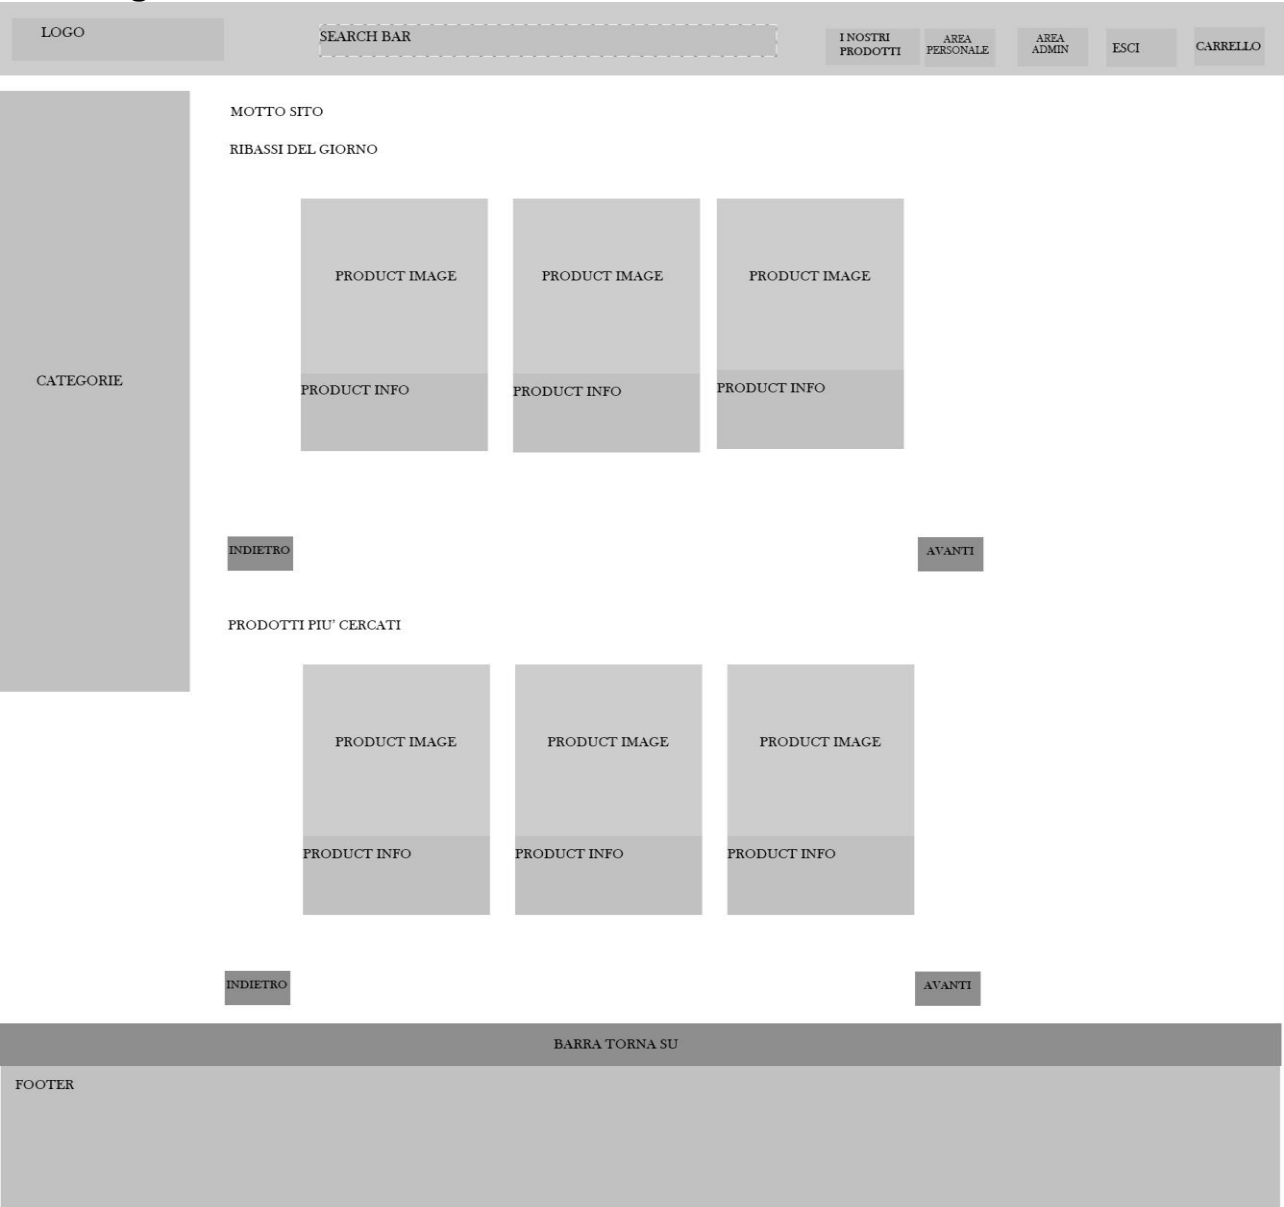 LOGO
SEARCH BAR
I NOSTRI
PRODOTTI
AREA
PERSONALE
AREA
ADMIN
ESCI
CARRELLO
MOTTO SITO
RIBASSI DEL GIORNO
CATEGORIE
PRODUCT IMAGE
PRODUCT IMAGE
PRODUCT IMAGE
PRODUCT INFO
PRODUCT INFO
PRODUCT INFO
INDIETRO
AVANTI
PRODOTTI PIU' CERCATI
PRODUCT IMAGE
PRODUCT IMAGE
PRODUCT IMAGE
PRODUCT INFO
PRODUCT INFO
PRODUCT INFO
INDIETRO
AVANTI
BARRA TORNA SU
FOOTER